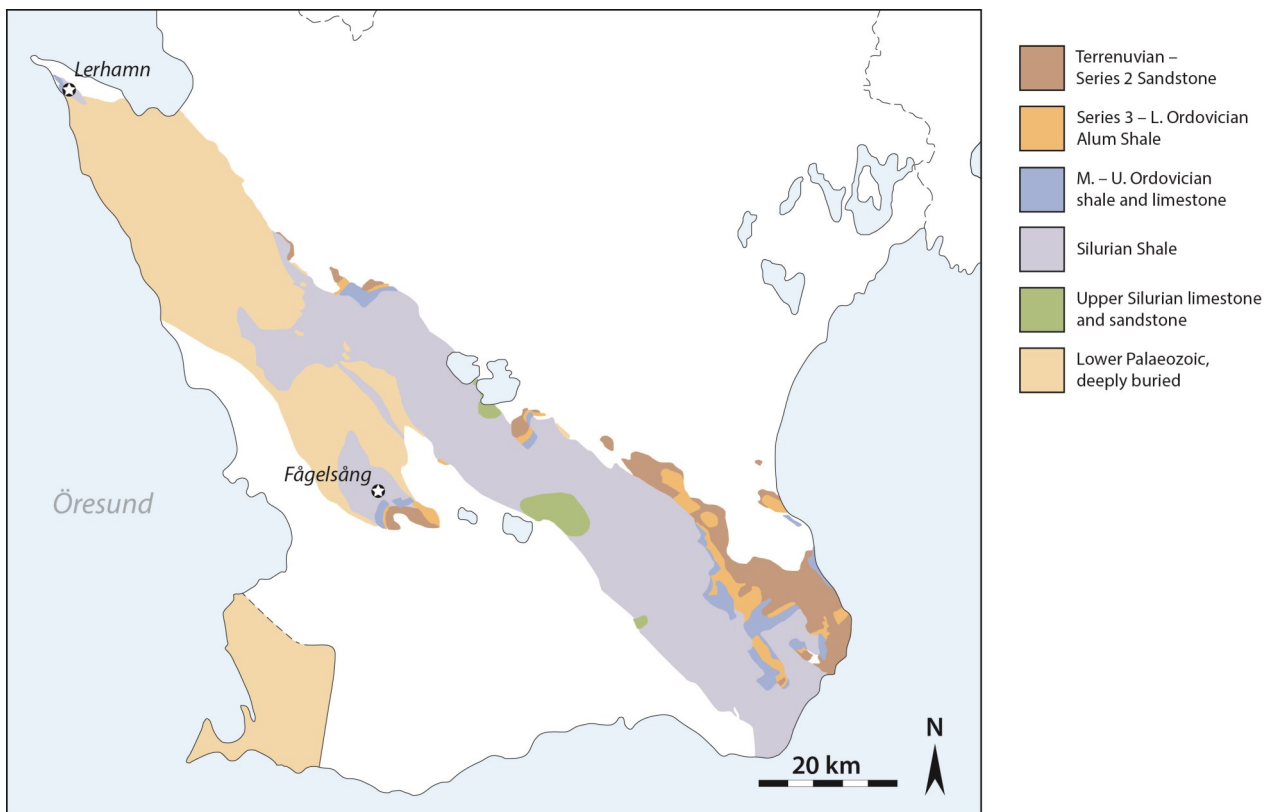 Lerhamn
Fågelsång
Öresund
N
20 km
Terrenuvian –
Series 2 Sandstone
Series 3 – L. Ordovician
Alum Shale
M. – U. Ordovician
shale and limestone
Silurian Shale
Upper Silurian limestone
and sandstone
Lower Palaeozoic,
deeply buried